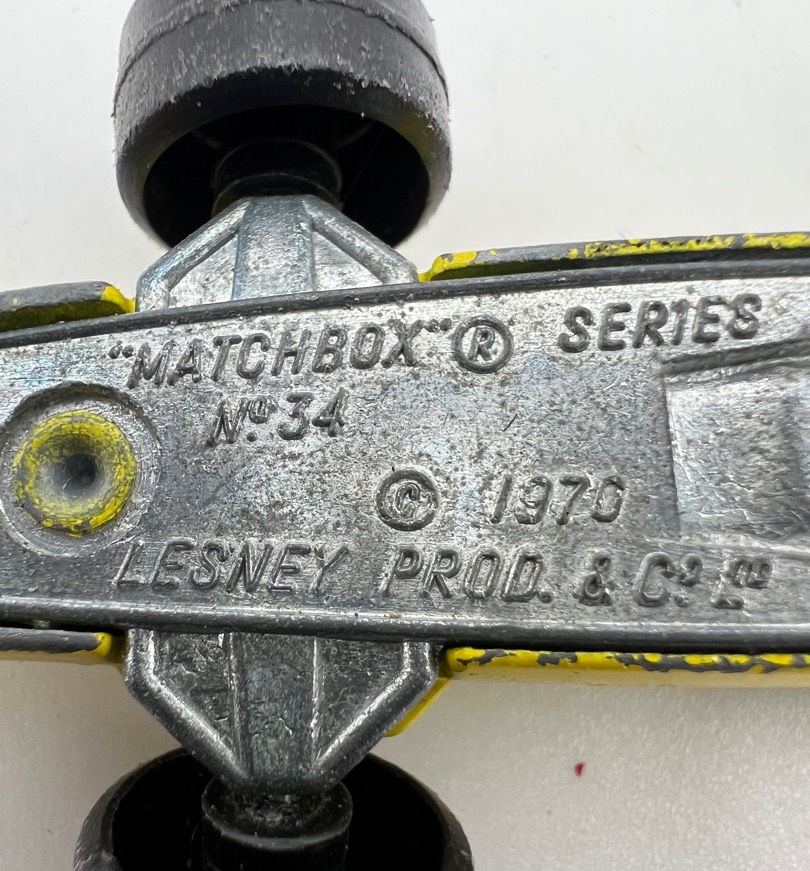 "MATCHBOX" ® SERIES
Nº 34
© 1970
LESNEY PROD. & Cº Lᵀᴰ